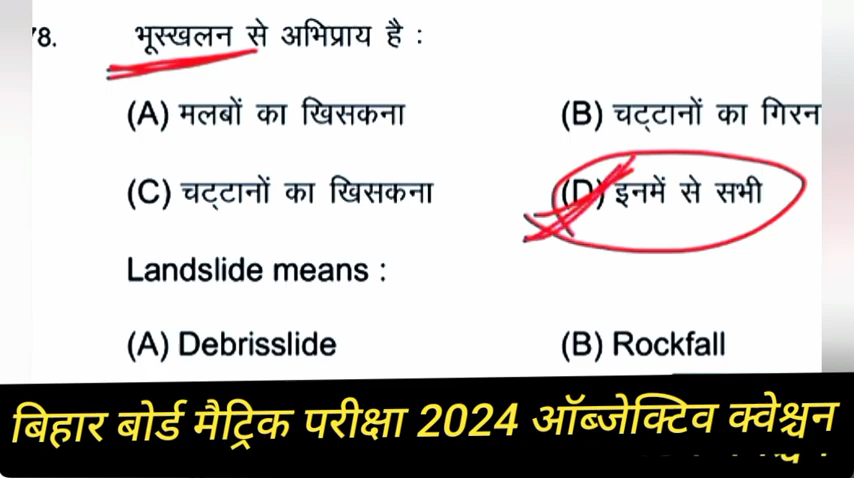 78. भूस्खलन से अभिप्राय है :
(A) मलबों का खिसकना (B) चट्टानों का गिरन
(C) चट्टानों का खिसकना (D) इनमें से सभी
Landslide means :
(A) Debrisslide (B) Rockfall
बिहार बोर्ड मैट्रिक परीक्षा 2024 ऑब्जेक्टिव क्वेश्चन